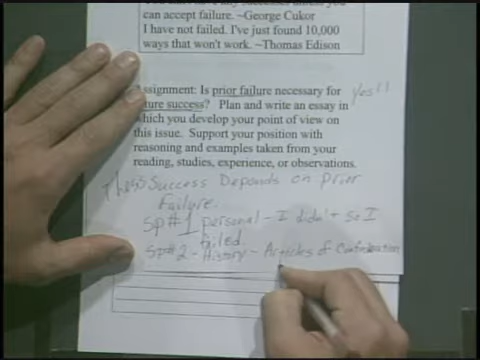 can accept failure. ~George Cukor
I have not failed. I've just found 10,000
ways that won't work. ~Thomas Edison
ssignment: Is prior failure necessary for
ure success? Plan and write an essay in
which you develop your point of view on
this issue. Support your position with
reasoning and examples taken from your
reading, studies, experience, or observations.
yes!!
Thesis Success Depends on prior
Failure.
Sp#1 personal - I didn't so I
failed.
Sp#2 - History - Articles of Confederation